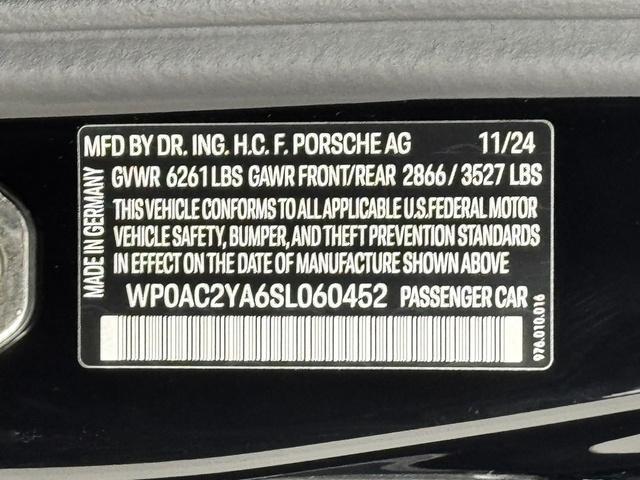 MFD BY DR. ING. H.C. F. PORSCHE AG 11/24
GVWR 6261 LBS GAWR FRONT/REAR 2866 / 3527 LBS
THIS VEHICLE CONFORMS TO ALL APPLICABLE U.S. FEDERAL MOTOR
VEHICLE SAFETY, BUMPER, AND THEFT PREVENTION STANDARDS
IN EFFECT ON THE DATE OF MANUFACTURE SHOWN ABOVE
WP0AC2YA6SL060452 PASSENGER CAR
MADE IN GERMANY
976.010.016